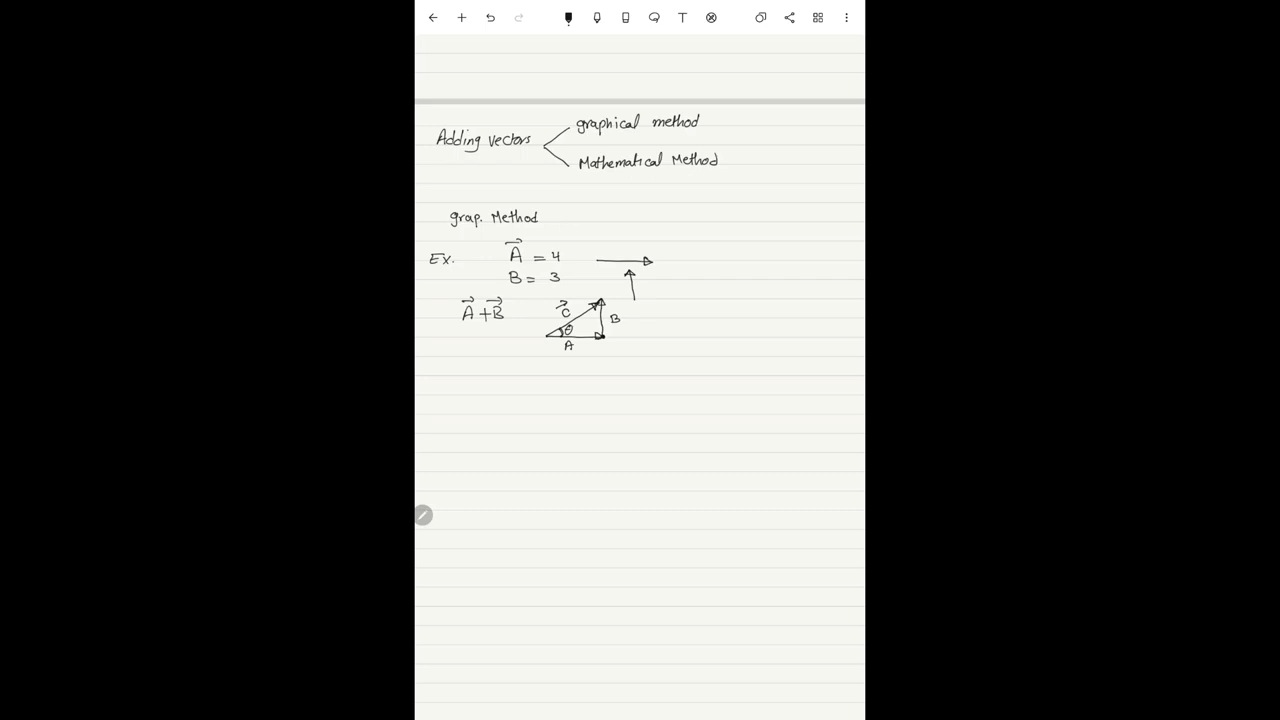 Adding vectors
graphical method
Mathematical Method
grap. Method
Ex. A = 4
B = 3
A + B
C
θ
B
A
T